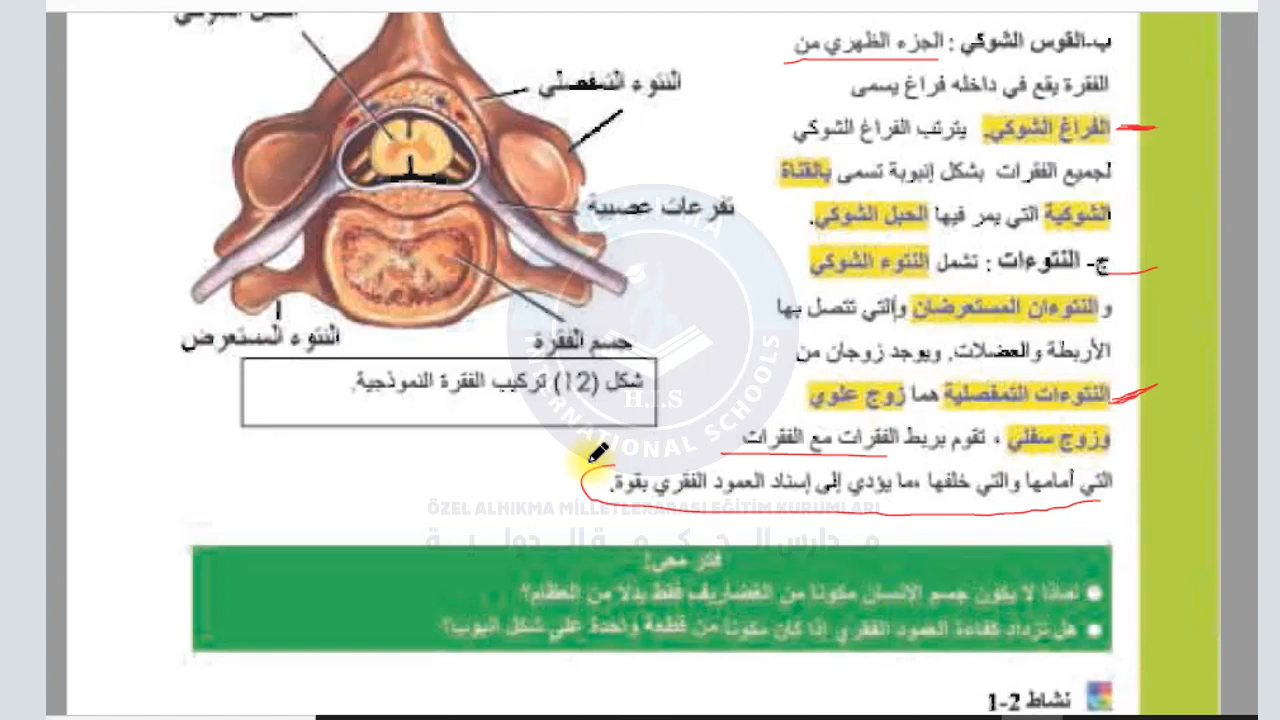 ب-القوس الشوكي : الجزء الظهري من
الفقرة يقع في داخله فراغ يسمى
الفراغ الشوكي. يترتب الفراغ الشوكي
لجميع الفقرات بشكل إنبوبة تسمى بالقناة
الشوكية التي يمر فيها الحبل الشوكي.
ج- النتوءات : تشمل النتوء الشوكي
و النتوءان المستعرضان والتي تتصل بها
الأربطة والعضلات. ويوجد زوجان من
النتوءات التمفصلية هما زوج علوي
وزوج سفلي ، تقوم بربط الفقرات مع الفقرات
التي أمامها والتي خلفها ،مما يؤدي إلى إسناد العمود الفقري بقوة.
النتوء التمفصلي
تفرعات عصبية
جسم الفقرة
النتوء المستعرض
شكل (12) تركيب الفقرة النموذجية.
H.I.S
INTERNATIONAL SCHOOLS
ÖZEL ALHIKMA MİLLETLERARASI EĞİTİM KURUMLARI
مدارس الحكمة الدولية
فكر معي!
● لماذا لا يكون جسم الإنسان مكونا من الغضاريف فقط بدلا من العظام؟
● هل تزداد كفاءة العمود الفقري إذا كان مكونا من قطعة واحدة على شكل انبوب؟
نشاط 2-1